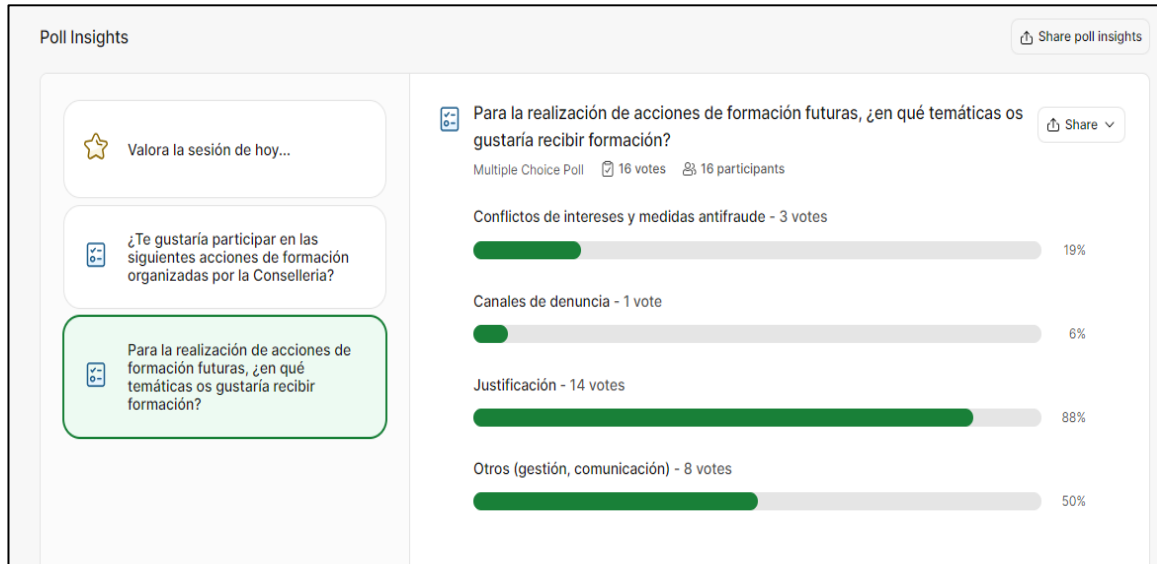 Poll Insights
Share poll insights
Valora la sesión de hoy...
¿Te gustaría participar en las
siguientes acciones de formación
organizadas por la Conselleria?
Para la realización de acciones de
formación futuras, ¿en qué
temáticas os gustaría recibir
formación?
Para la realización de acciones de formación futuras, ¿en qué temáticas os
gustaría recibir formación?
Share
Multiple Choice Poll 16 votes 16 participants
Conflictos de intereses y medidas antifraude - 3 votes
19%
Canales de denuncia - 1 vote
6%
Justificación - 14 votes
88%
Otros (gestión, comunicación) - 8 votes
50%